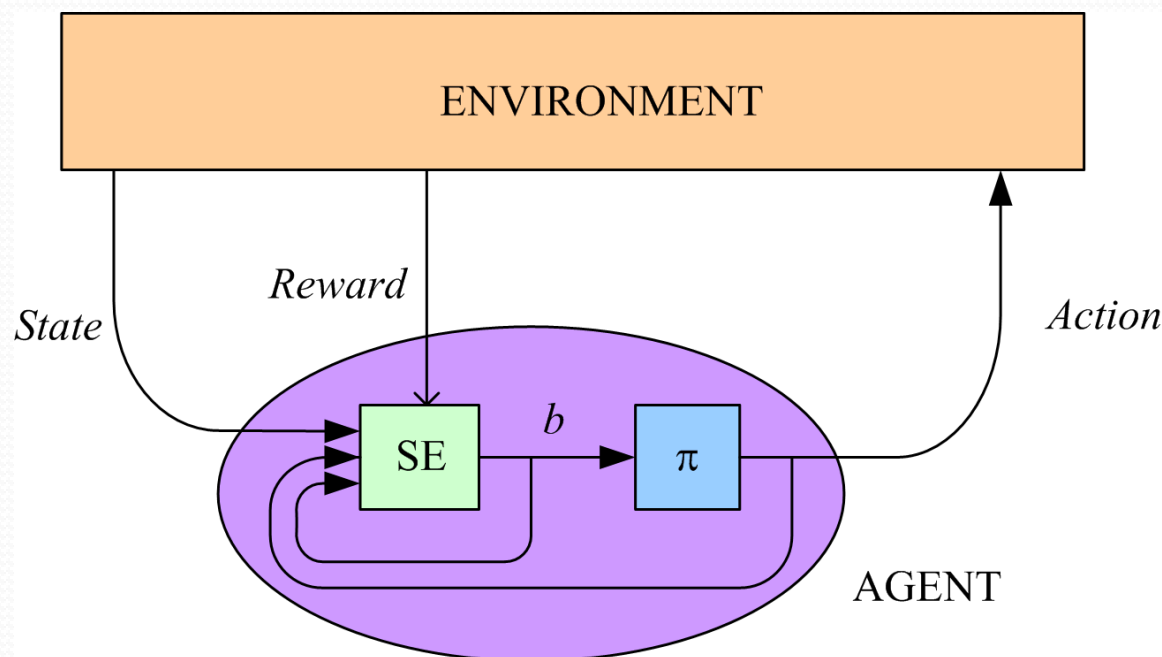 ENVIRONMENT
Reward
State
Action
b
SE
π
AGENT